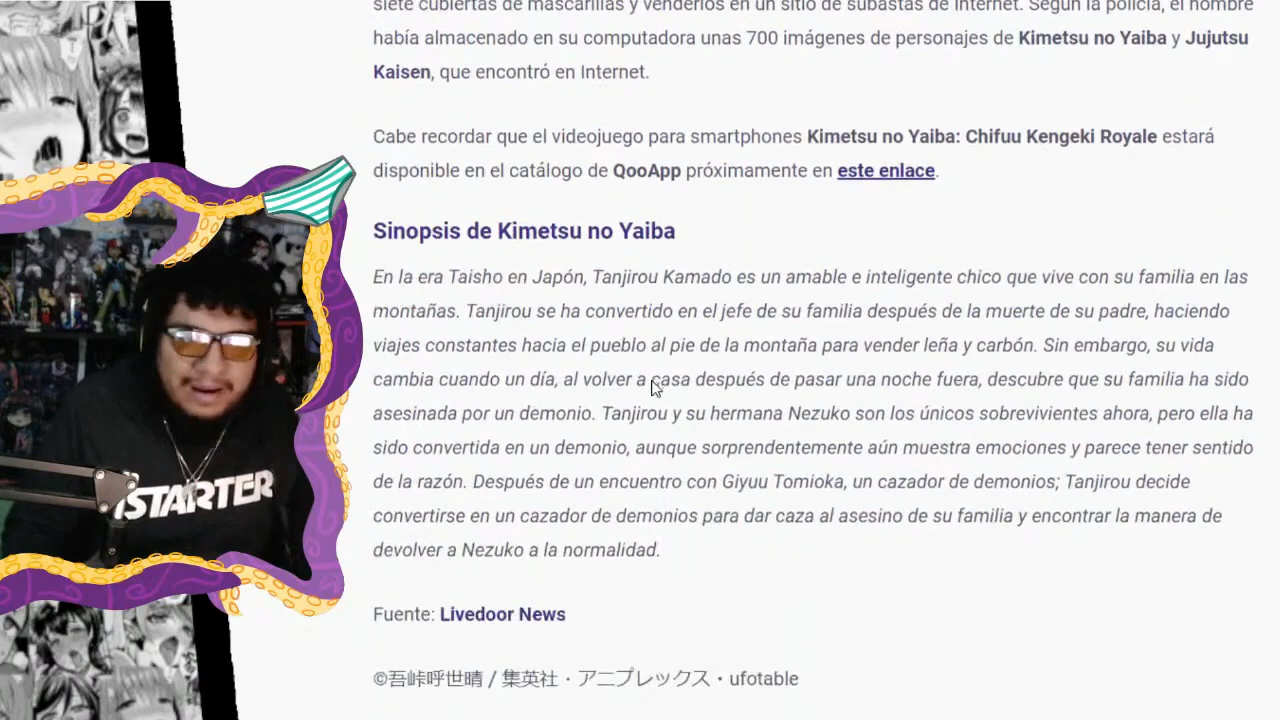 siete cubiertas de mascarillas y venderlos en un sitio de subastas de Internet. Según la policía, el hombre
había almacenado en su computadora unas 700 imágenes de personajes de Kimetsu no Yaiba y Jujutsu
Kaisen, que encontró en Internet.
Cabe recordar que el videojuego para smartphones Kimetsu no Yaiba: Chifuu Kengeki Royale estará
disponible en el catálogo de QooApp próximamente en este enlace.
Sinopsis de Kimetsu no Yaiba
En la era Taisho en Japón, Tanjirou Kamado es un amable e inteligente chico que vive con su familia en las
montañas. Tanjirou se ha convertido en el jefe de su familia después de la muerte de su padre, haciendo
viajes constantes hacia el pueblo al pie de la montaña para vender leña y carbón. Sin embargo, su vida
cambia cuando un día, al volver a casa después de pasar una noche fuera, descubre que su familia ha sido
asesinada por un demonio. Tanjirou y su hermana Nezuko son los únicos sobrevivientes ahora, pero ella ha
sido convertida en un demonio, aunque sorprendentemente aún muestra emociones y parece tener sentido
de la razón. Después de un encuentro con Giyuu Tomioka, un cazador de demonios; Tanjirou decide
convertirse en un cazador de demonios para dar caza al asesino de su familia y encontrar la manera de
devolver a Nezuko a la normalidad.
Fuente: Livedoor News
©吾峠呼世晴 / 集英社・アニプレックス・ufotable
STARTER